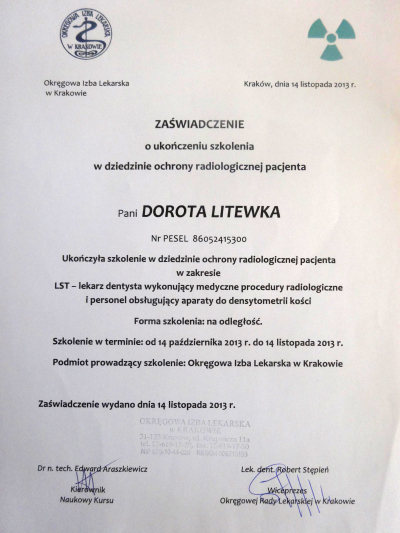 OKRĘGOWA IZBA LEKARSKA
W KRAKOWIE
Okręgowa Izba Lekarska
w Krakowie
Kraków, dnia 14 listopada 2013 r.
ZAŚWIADCZENIE
o ukończeniu szkolenia
w dziedzinie ochrony radiologicznej pacjenta
Pani DOROTA LITEWKA
Nr PESEL 86052415300
Ukończyła szkolenie w dziedzinie ochrony radiologicznej pacjenta
w zakresie
LST – lekarz dentysta wykonujący medyczne procedury radiologiczne
i personel obsługujący aparaty do densytometrii kości
Forma szkolenia: na odległość.
Szkolenie w terminie: od 14 października 2013 r. do 14 listopada 2013 r.
Podmiot prowadzący szkolenie: Okręgowa Izba Lekarska w Krakowie
Zaświadczenie wydano dnia 14 listopada 2013 r.
OKRĘGOWA IZBA LEKARSKA
w KRAKOWIE
Dr n. tech. Edward Araszkiewicz
Kierownik
Naukowy Kursu
Lek. dent. Robert Stępień
Wiceprezes
Okręgowej Rady Lekarskiej w Krakowie